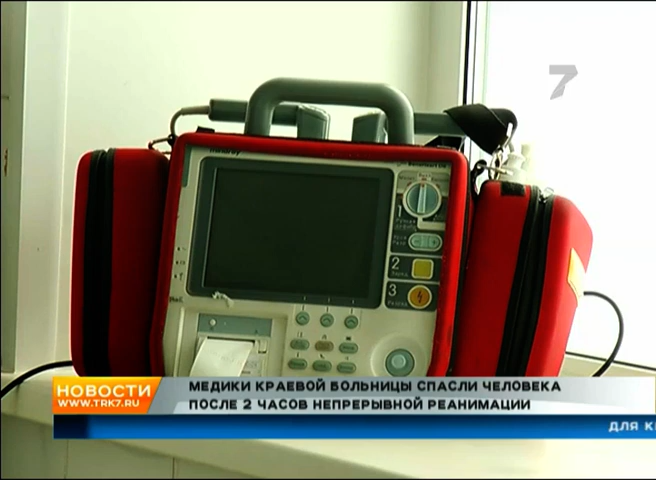 7
mindray
1
2
3
НОВОСТИ
WWW.TRK7.RU
МЕДИКИ КРАЕВОЙ БОЛЬНИЦЫ СПАСЛИ ЧЕЛОВЕКА
ПОСЛЕ 2 ЧАСОВ НЕПРЕРЫВНОЙ РЕАНИМАЦИИ
ДЛЯ К